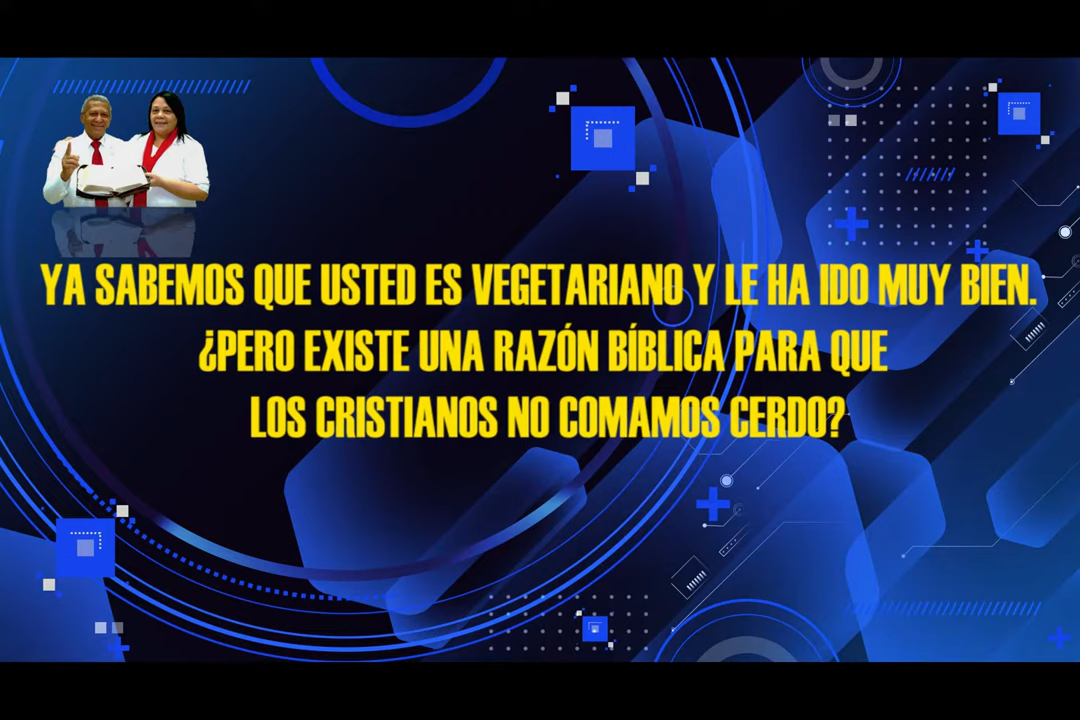 YA SABEMOS QUE USTED ES VEGETARIANO Y LE HA IDO MUY BIEN.
¿PERO EXISTE UNA RAZÓN BÍBLICA PARA QUE
LOS CRISTIANOS NO COMAMOS CERDO?